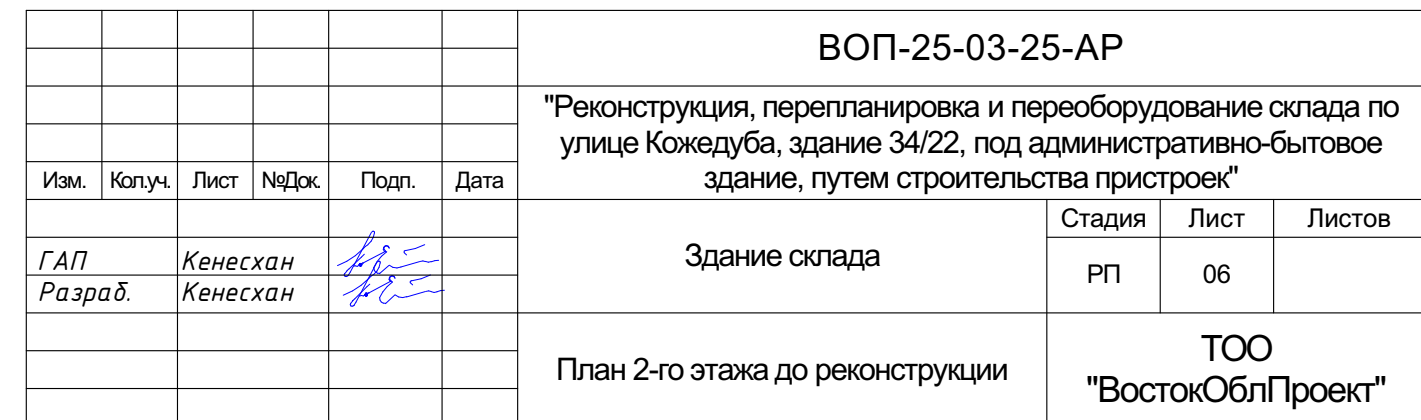 ВОП-25-03-25-АР
"Реконструкция, перепланировка и переоборудование склада по
улице Кожедуба, здание 34/22, под административно-бытовое
здание, путем строительства пристроек"
Изм. Кол.уч. Лист №Док. Подп. Дата
Здание склада
Стадия Лист Листов
ГАП Кенесхан
РП 06
Разраб. Кенесхан
План 2-го этажа до реконструкции
ТОО
"ВостокОблПроект"